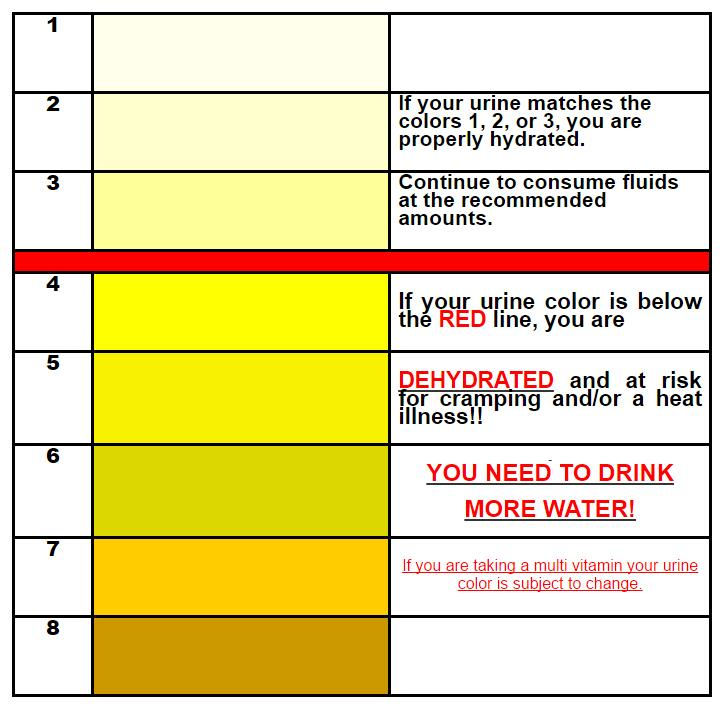 1
2
If your urine matches the
colors 1, 2, or 3, you are
properly hydrated.
3
Continue to consume fluids
at the recommended
amounts.
4
If your urine color is below
the RED line, you are
5
DEHYDRATED and at risk
for cramping and/or a heat
illness!!
6
YOU NEED TO DRINK
MORE WATER!
7
If you are taking a multi vitamin your urine
color is subject to change.
8